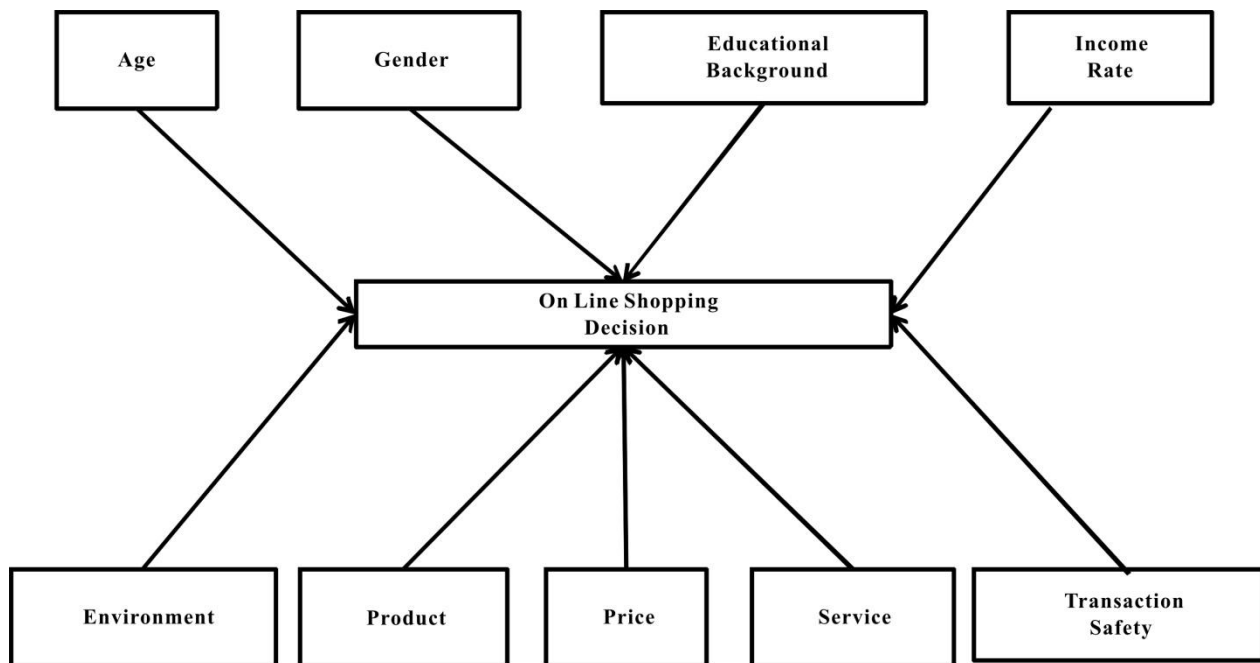 Age
Gender
Educational
Background
Income
Rate
On Line Shopping
Decision
Environment
Product
Price
Service
Transaction
Safety